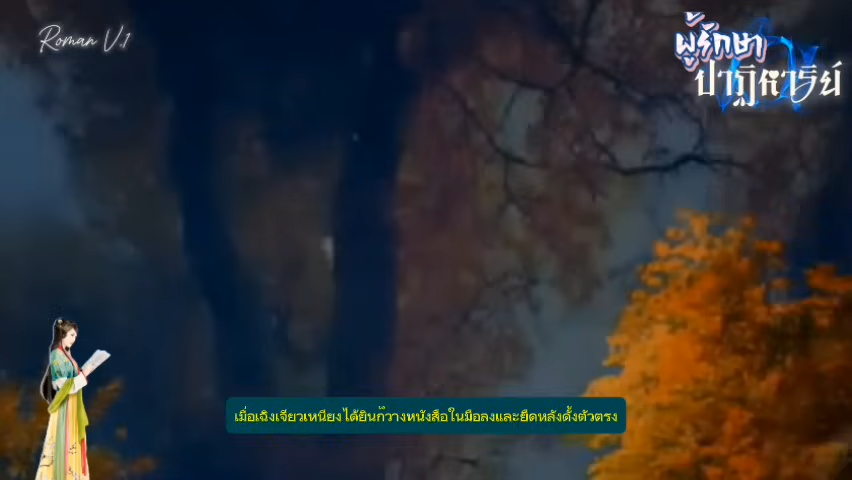 Roman V.1
ผู้รักษา
ปาฏิหาริย์
เมื่อเฉิงเจียวเหนียงได้ยินก็วางหนังสือในมือลงและยืดหลังตั้งตัวตรง